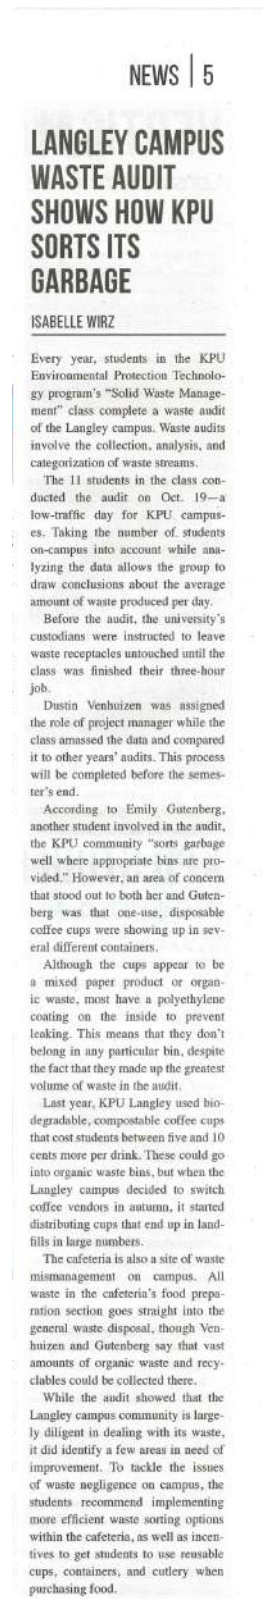 NEWS | 5
LANGLEY CAMPUS
WASTE AUDIT
SHOWS HOW KPU
SORTS ITS
GARBAGE
ISABELLE WIRZ
Every year, students in the KPU
Environmental Protection Technolo-
gy program's "Solid Waste Manage-
ment" class complete a waste audit
of the Langley campus. Waste audits
involve the collection, analysis, and
categorization of waste streams.
The 11 students in the class con-
ducted the audit on Oct. 19—a
low-traffic day for KPU campus-
es. Taking the number of students
on-campus into account while ana-
lyzing the data allows the group to
draw conclusions about the average
amount of waste produced per day.
Before the audit, the university's
custodians were instructed to leave
waste receptacles untouched until the
class was finished their three-hour
job.
Dustin Venhuizen was assigned
the role of project manager while the
class amassed the data and compared
it to other years' audits. This process
will be completed before the semes-
ter's end.
According to Emily Gutenberg,
another student involved in the audit,
the KPU community "sorts garbage
well where appropriate bins are pro-
vided." However, an area of concern
that stood out to both her and Guten-
berg was that one-use, disposable
coffee cups were showing up in sev-
eral different containers.
Although the cups appear to be
a mixed paper product or organ-
ic waste, most have a polyethylene
coating on the inside to prevent
leaking. This means that they don't
belong in any particular bin, despite
the fact that they made up the greatest
volume of waste in the audit.
Last year, KPU Langley used bio-
degradable, compostable coffee cups
that cost students between five and 10
cents more per drink. These could go
into organic waste bins, but when the
Langley campus decided to switch
coffee vendors in autumn, it started
distributing cups that end up in land-
fills in large numbers.
The cafeteria is also a site of waste
mismanagement on campus. All
waste in the cafeteria's food prepa-
ration section goes straight into the
general waste disposal, though Ven-
huizen and Gutenberg say that vast
amounts of organic waste and recy-
clables could be collected there.
While the audit showed that the
Langley campus community is large-
ly diligent in dealing with its waste,
it did identify a few areas in need of
improvement. To tackle the issues
of waste negligence on campus, the
students recommend implementing
more efficient waste sorting options
within the cafeteria, as well as incen-
tives to get students to use reusable
cups, containers, and cutlery when
purchasing food.